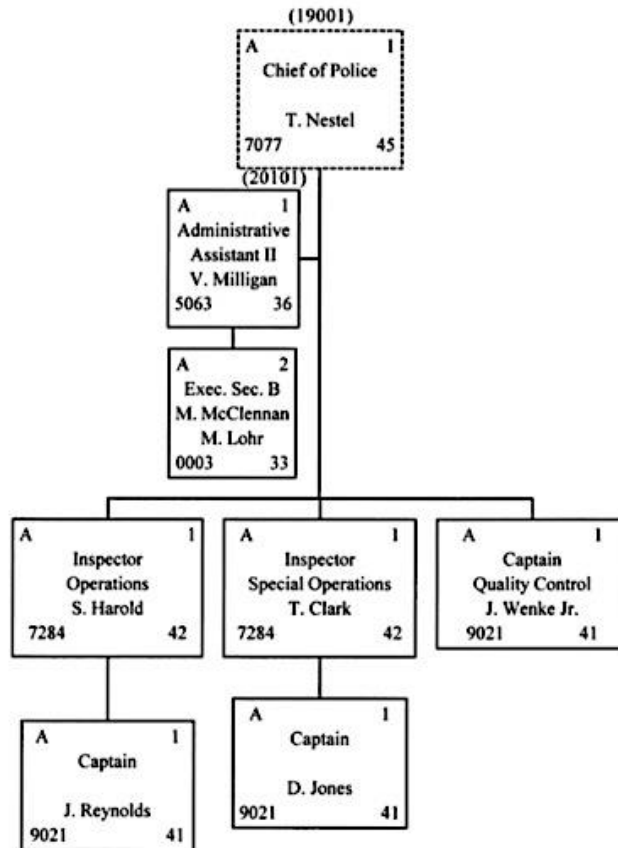 (19001)
A 1
Chief of Police
T. Nestel
7077 45
(20101)
A 1
Administrative
Assistant II
V. Milligan
5063 36
A 2
Exec. Sec. B
M. McClennan
M. Lohr
0003 33
A 1
Inspector
Operations
S. Harold
7284 42
A 1
Inspector
Special Operations
T. Clark
7284 42
A 1
Captain
Quality Control
J. Wenke Jr.
9021 41
A 1
Captain
J. Reynolds
9021 41
A 1
Captain
D. Jones
9021 41